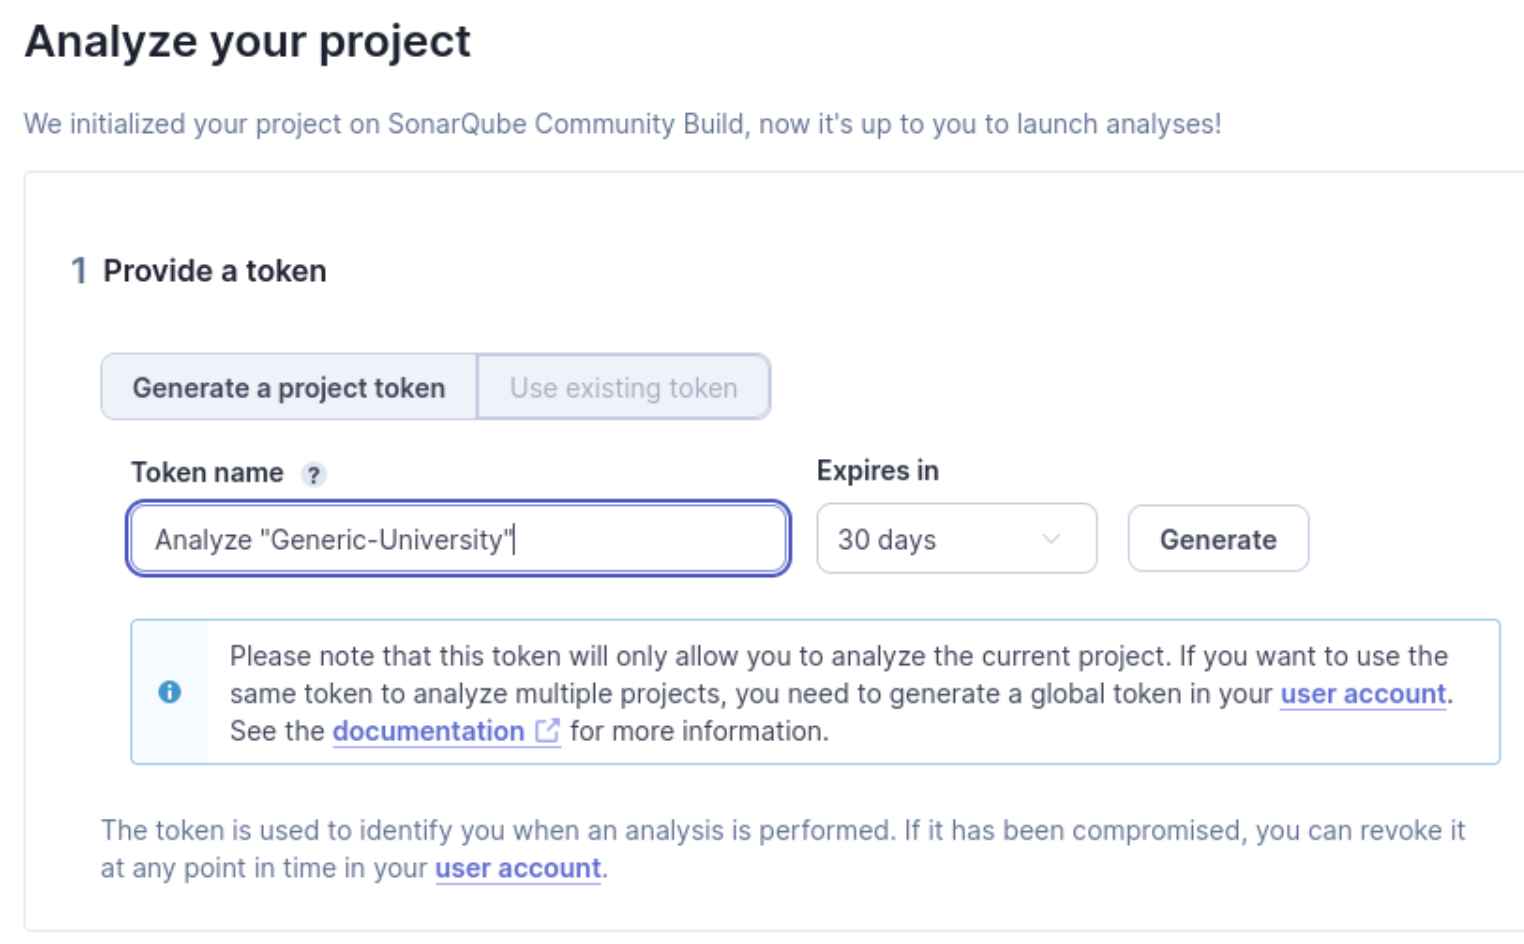 Analyze your project
We initialized your project on SonarQube Community Build, now it's up to you to launch analyses!
1 Provide a token
Generate a project token Use existing token
Token name ? Expires in
Analyze "Generic-University" 30 days Generate
Please note that this token will only allow you to analyze the current project. If you want to use the
same token to analyze multiple projects, you need to generate a global token in your user account.
See the documentation for more information.
The token is used to identify you when an analysis is performed. If it has been compromised, you can revoke it
at any point in time in your user account.